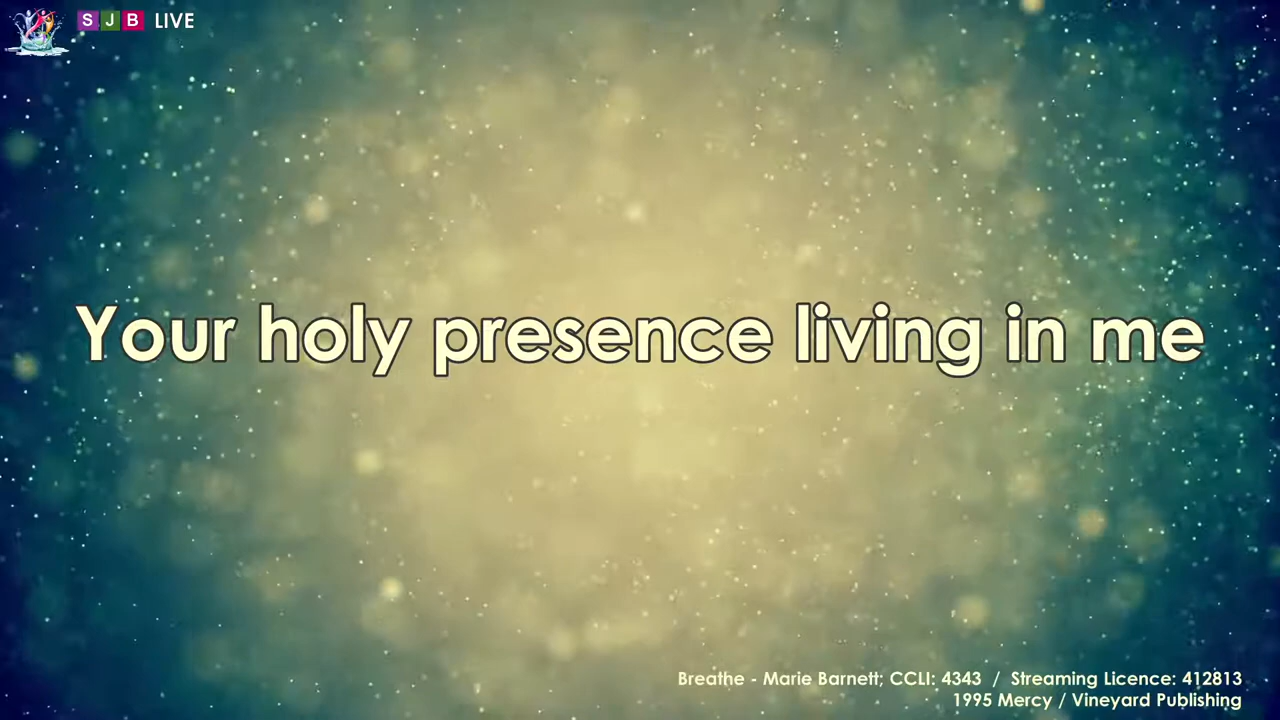 SJB LIVE
Your holy presence living in me
Breathe - Marie Barnett; CCLI: 4343 / Streaming Licence: 412813
1995 Mercy / Vineyard Publishing